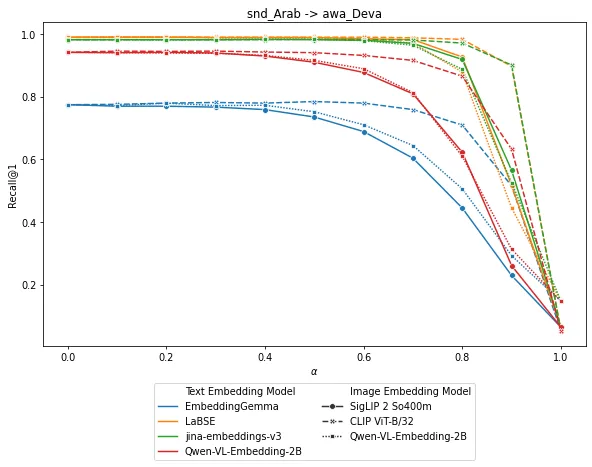 snd_Arab -> awa_Deva
Recall@1
0.8
0.6
0.4
0.2
1.0
0.0
0.2
0.4
0.6
0.8
1.0
α
Text Embedding Model
EmbeddingGemma
LaBSE
jina-embeddings-v3
Qwen-VL-Embedding-2B
Image Embedding Model
SigLIP 2 So400m
CLIP ViT-B/32
Qwen-VL-Embedding-2B